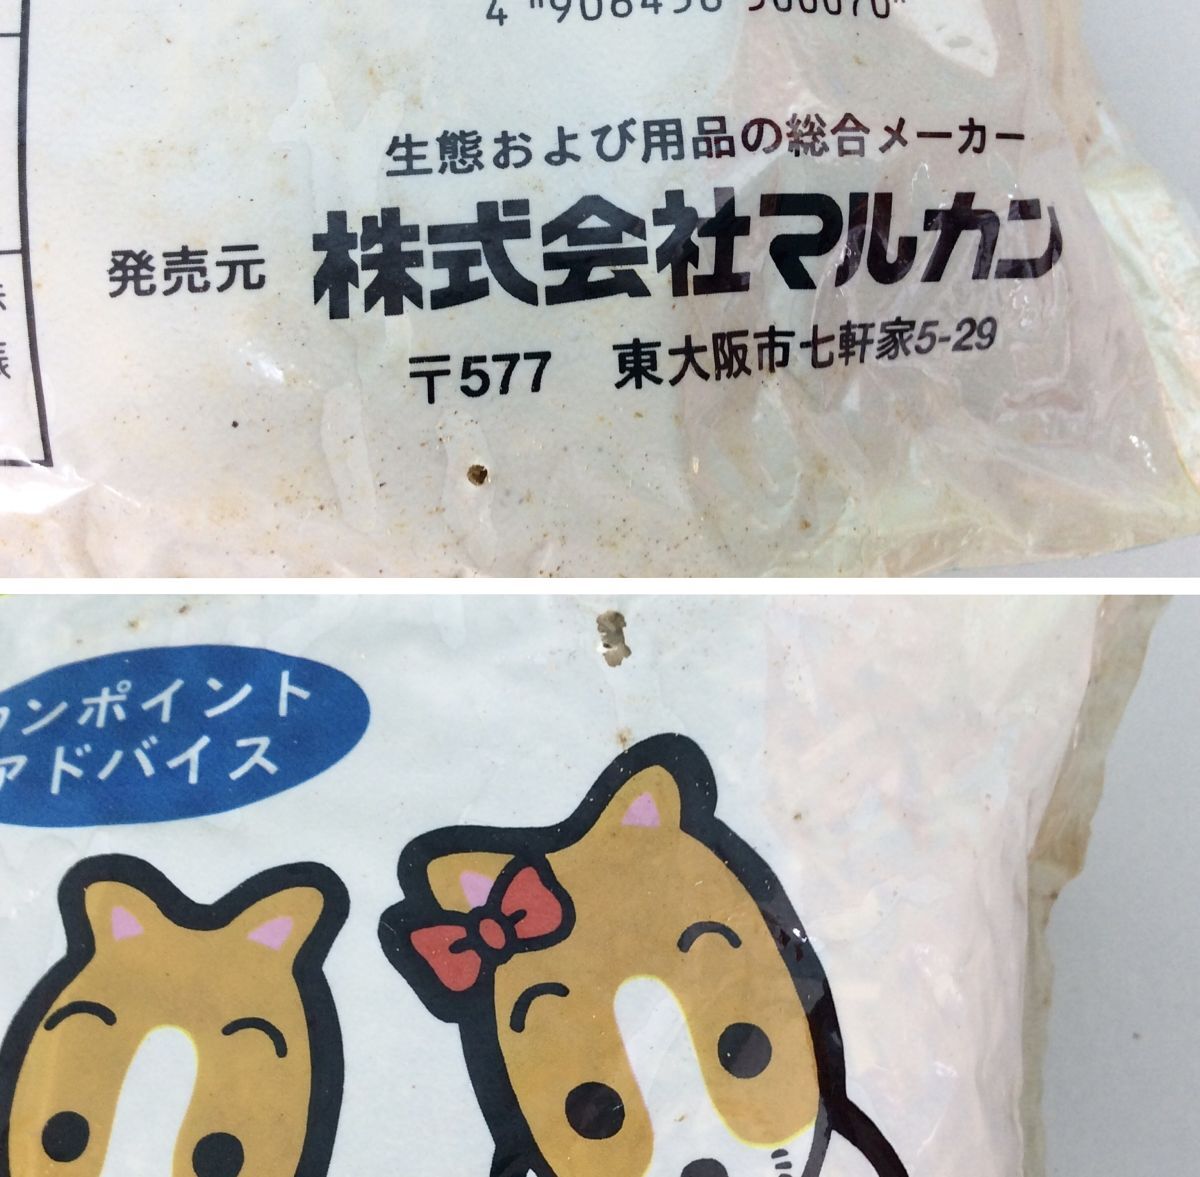 生態および用品の総合メーカー
発売元 株式会社マルカン
〒577 東大阪市七軒家5-29
ワンポイント
アドバイス